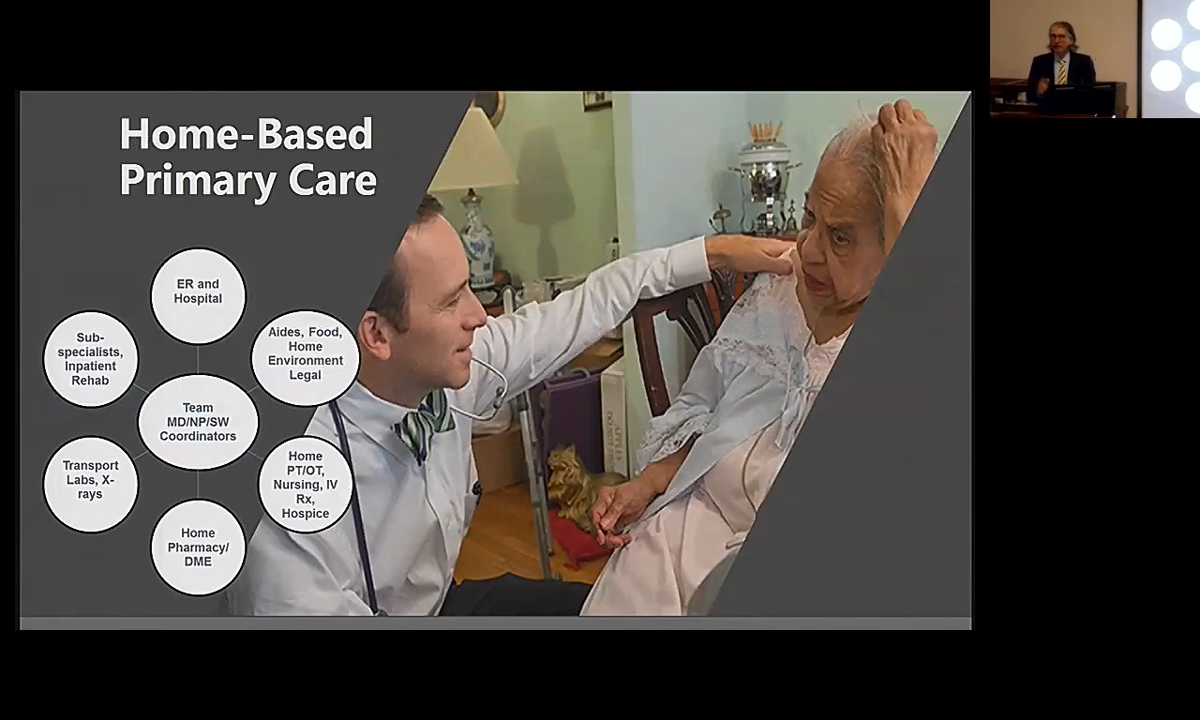 Home-Based
Primary Care
ER and
Hospital
Sub-
specialists,
Inpatient
Rehab
Aides, Food,
Home
Environment
Legal
Team
MD/NP/SW
Coordinators
Transport
Labs, X-
rays
Home
PT/OT,
Nursing, IV
Rx,
Hospice
Home
Pharmacy/
DME